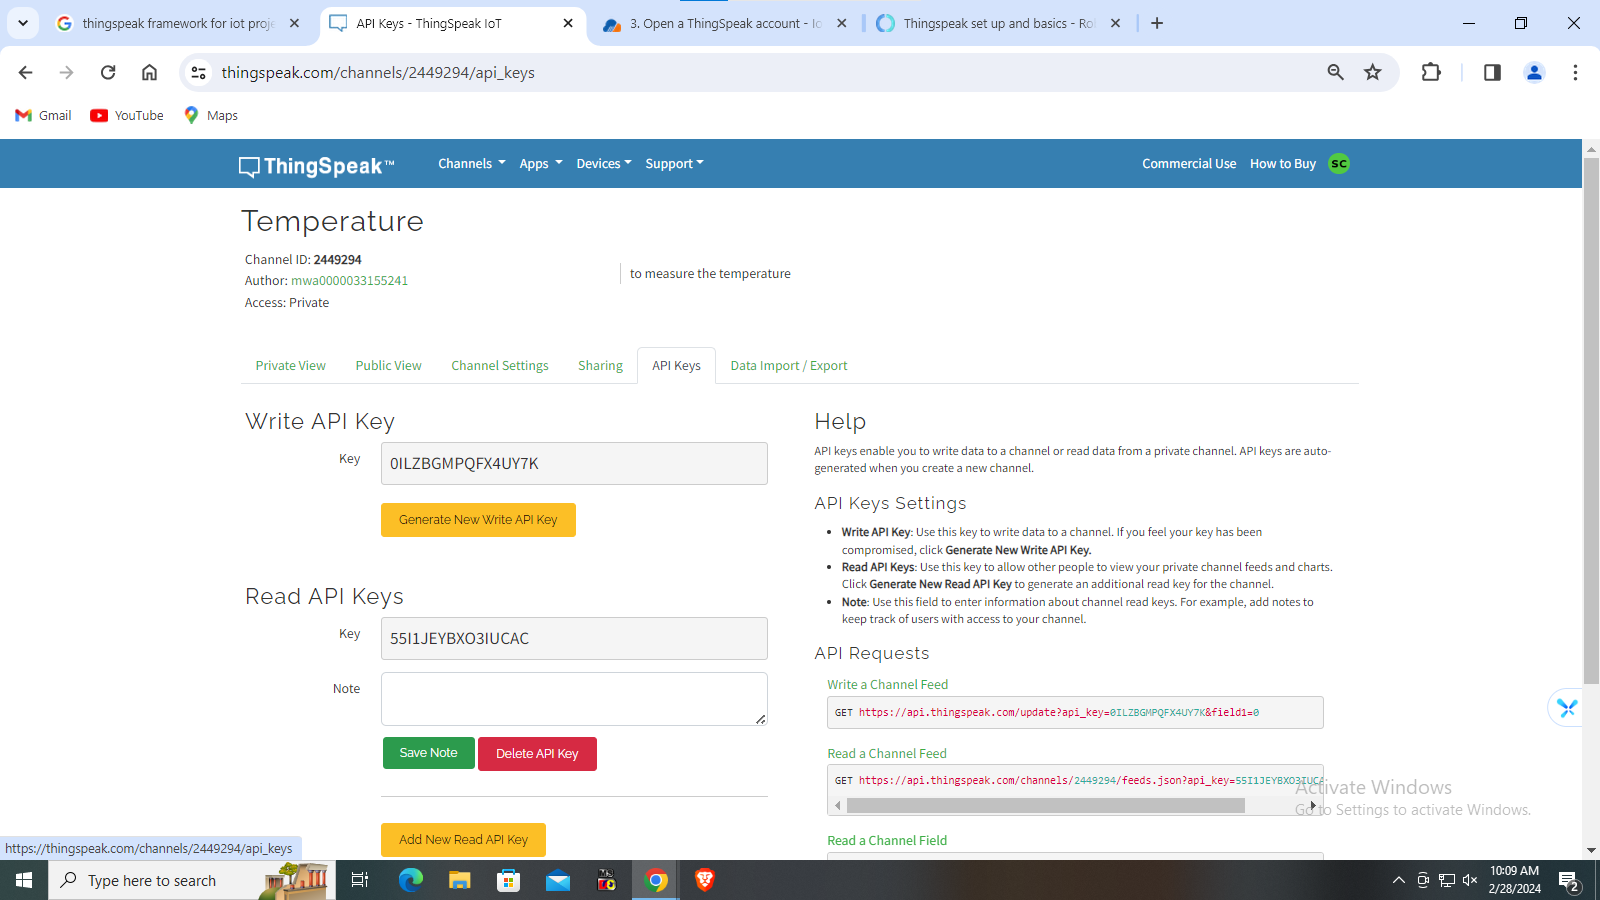 thingspeak framework for iot proje
API Keys - ThingSpeak IoT
3. Open a ThingSpeak account - Io
Thingspeak set up and basics - Ro
thingspeak.com/channels/2449294/api_keys
Gmail
YouTube
Maps
ThingSpeak™
Channels
Apps
Devices
Support
Commercial Use
How to Buy
SC
Temperature
Channel ID: 2449294
Author: mwa0000033155241
Access: Private
to measure the temperature
Private View
Public View
Channel Settings
Sharing
API Keys
Data Import / Export
Write API Key
Key
0ILZBGMPQFX4UY7K
Generate New Write API Key
Read API Keys
Key
55I1JEYBXO3IUCAC
Note
Save Note
Delete API Key
Add New Read API Key
Help
API keys enable you to write data to a channel or read data from a private channel. API keys are auto-
generated when you create a new channel.
API Keys Settings
• Write API Key: Use this key to write data to a channel. If you feel your key has been
compromised, click Generate New Write API Key.
• Read API Keys: Use this key to allow other people to view your private channel feeds and charts.
Click Generate New Read API Key to generate an additional read key for the channel.
• Note: Use this field to enter information about channel read keys. For example, add notes to
keep track of users with access to your channel.
API Requests
Write a Channel Feed
GET https://api.thingspeak.com/update?api_key=0ILZBGMPQFX4UY7K&field1=0
Read a Channel Feed
GET https://api.thingspeak.com/channels/2449294/feeds.json?api_key=55I1JEYBXO3IUCA
Read a Channel Field
Activate Windows
Go to Settings to activate Windows.
https://thingspeak.com/channels/2449294/api_keys
Type here to search
10:09 AM
2/28/2024
2